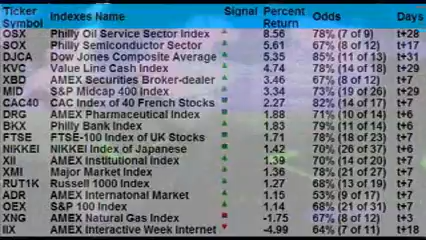 Ticker Symbol Indexes Name Signal Percent Return Odds Days
OSX Philly Oil Service Sector Index 8.56 78% (7 of 9) t+28
SOX Philly Semiconductor Sector 5.61 67% (8 of 12) t+17
DJCA Dow Jones Composite Average 5.35 85% (11 of 13) t+31
KVC Value Line Cash Index 4.74 78% (14 of 18) t+29
XBD AMEX Securities Broker-dealer 3.46 67% (8 of 12) t+7
MID S&P Midcap 400 Index 3.34 73% (19 of 26) t+29
CAC40 CAC Index of 40 French Stocks 2.27 82% (14 of 17) t+7
DRG AMEX Pharmaceutical Index 1.88 71% (10 of 14) t+6
BKX Philly Bank Index 1.83 79% (11 of 14) t+6
FTSE FTSE-100 Index of UK Stocks 1.71 78% (18 of 23) t+7
NIKKEI NIKKEI Index of Japanese 1.42 70% (26 of 37) t+6
XII AMEX Institutional Index 1.39 70% (14 of 20) t+7
XMI Major Market Index 1.36 78% (21 of 27) t+7
RUT1K Russell 1000 Index 1.27 68% (13 of 19) t+7
ADR AMEX Internatonal Market 1.15 53% (9 of 17) t+7
OEX S&P 100 Index 1.14 68% (21 of 31) t+7
XNG AMEX Natural Gas Index -1.75 67% (8 of 12) t+3
IIX AMEX Interactive Week Internet -4.99 64% (7 of 11) t+18